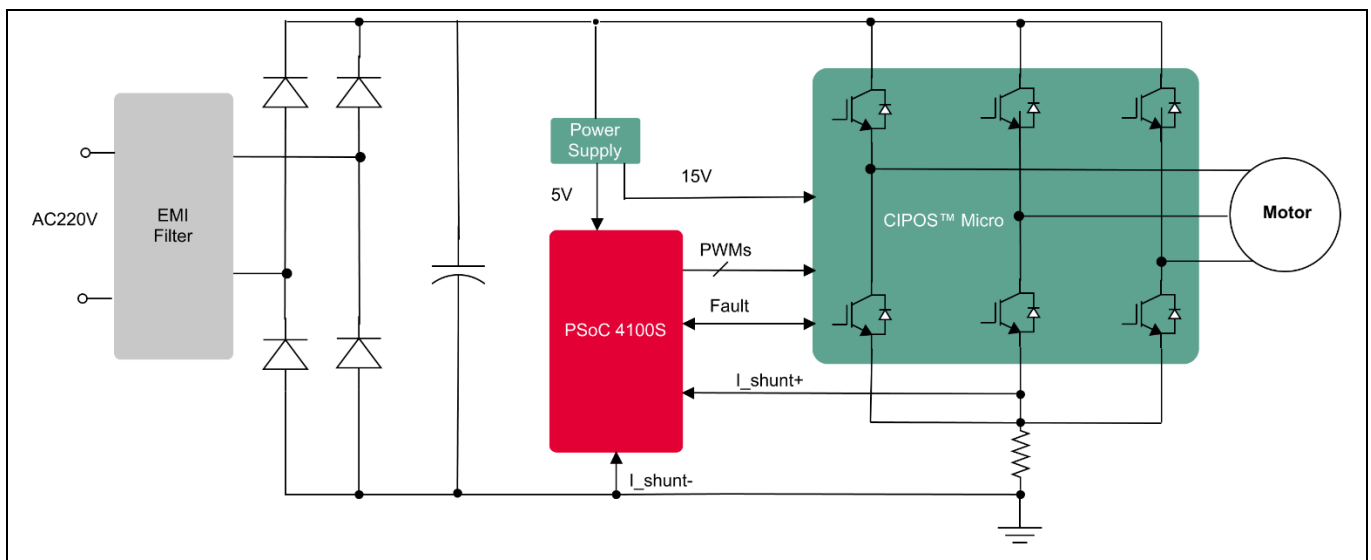 AC220V
EMI
Filter
Power
Supply
5V
15V
PSoC 4100S
PWMs
Fault
I_shunt+
I_shunt-
CIPOS™ Micro
Motor